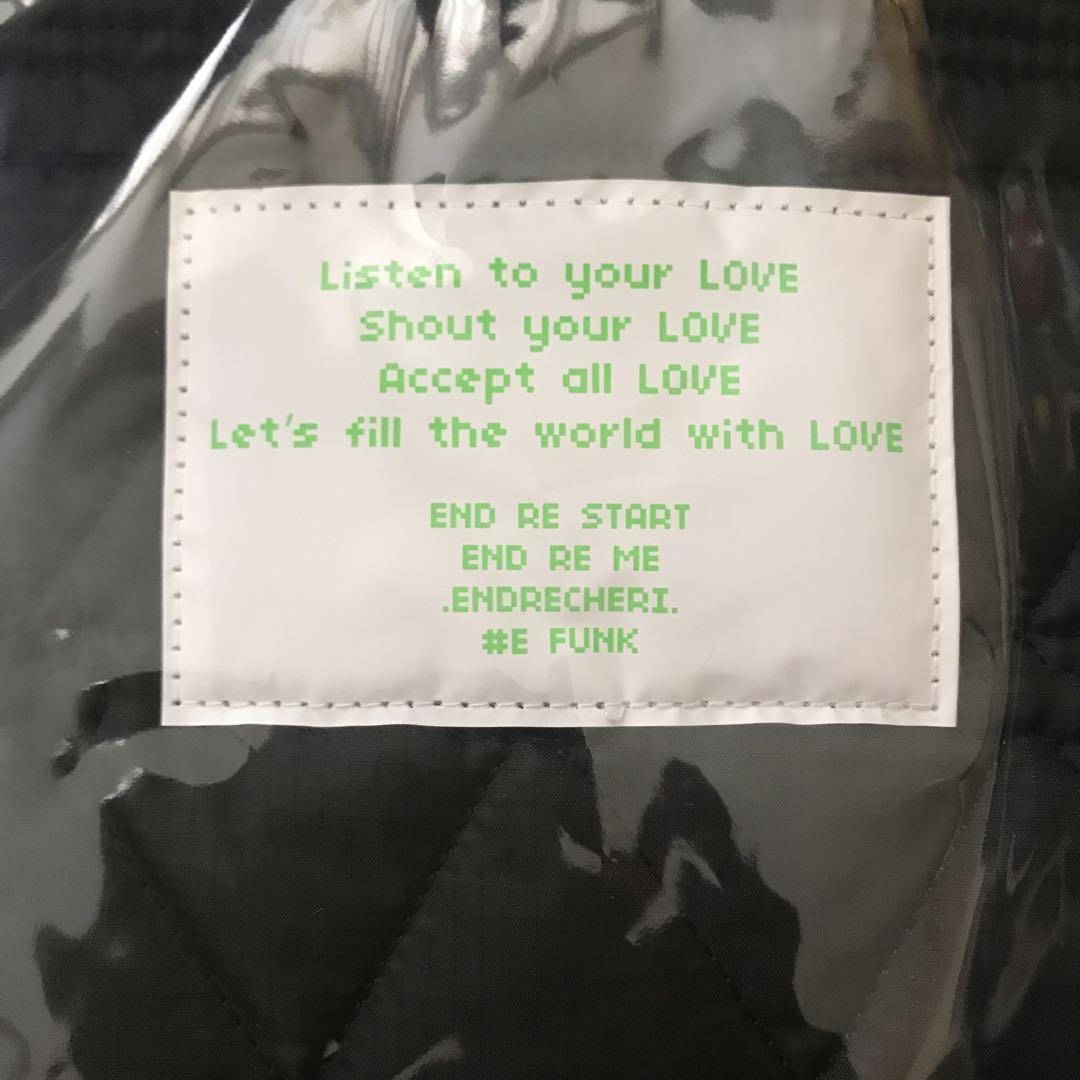 Listen to your LOVE
Shout your LOVE
Accept all LOVE
Let's fill the world with LOVE
END RE START
END RE ME
.ENDRECHERI.
#E FUNK